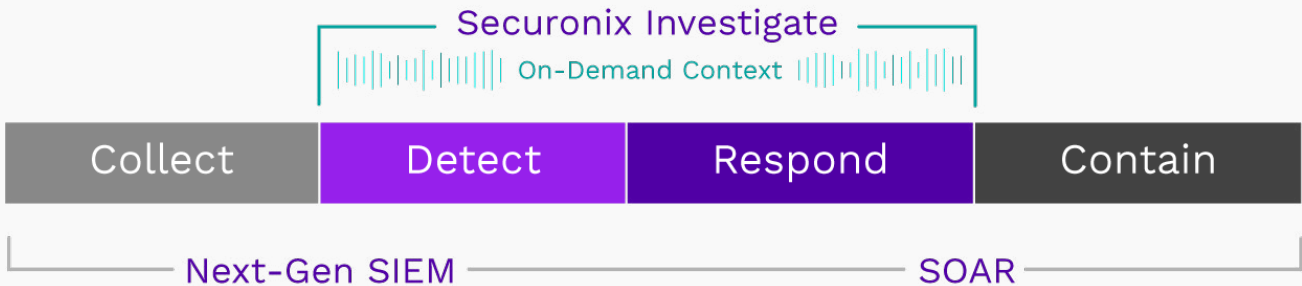 Securonix Investigate
On-Demand Context
Collect Detect Respond Contain
Next-Gen SIEM SOAR